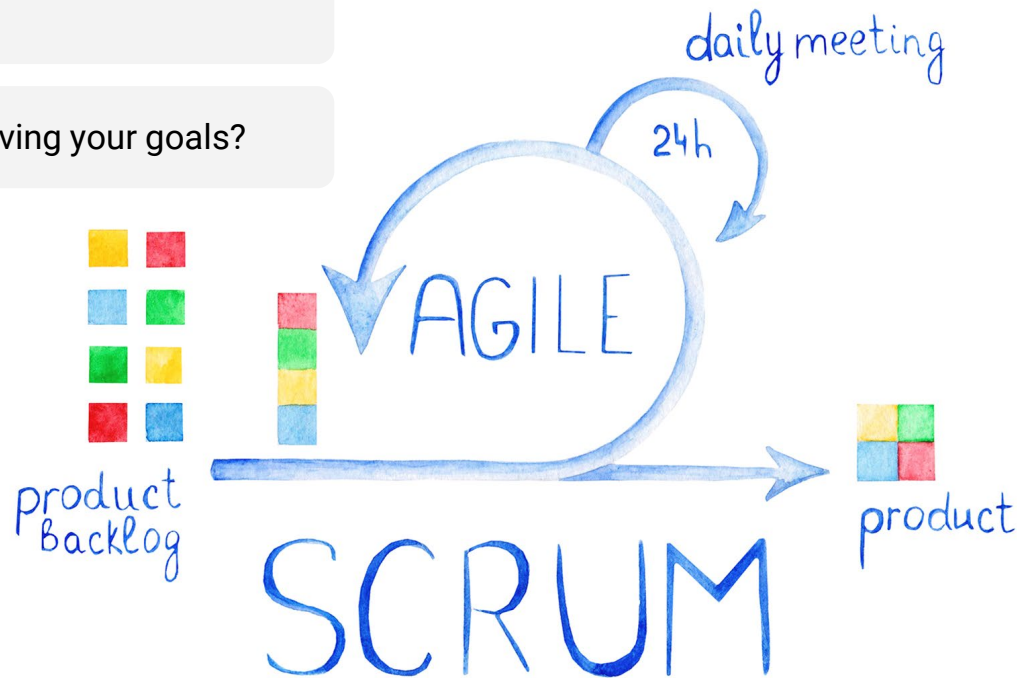 daily meeting
ving your goals?
24h
AGILE
product
Backlog
product
SCRUM